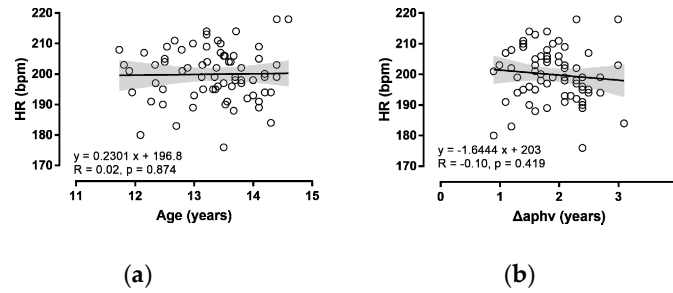 220
210
200
190
180
170
HR (bpm)
y = 0.2301 x + 196.8
R = 0.02, p = 0.874
11 12 13 14 15
Age (years)
220
210
200
190
180
170
HR (bpm)
y = -1.6444 x + 203
R = -0.10, p = 0.419
0 1 2 3
Δaphv (years)
(a) (b)